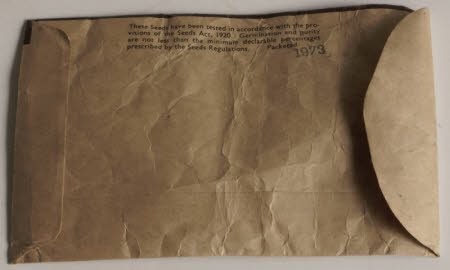 These Seeds have been tested in accordance with the pro-
visions of the Seeds Act, 1920. Germination and purity
are not less than the minimum declarable percentages
prescribed by the Seeds Regulations. Packeted
1973